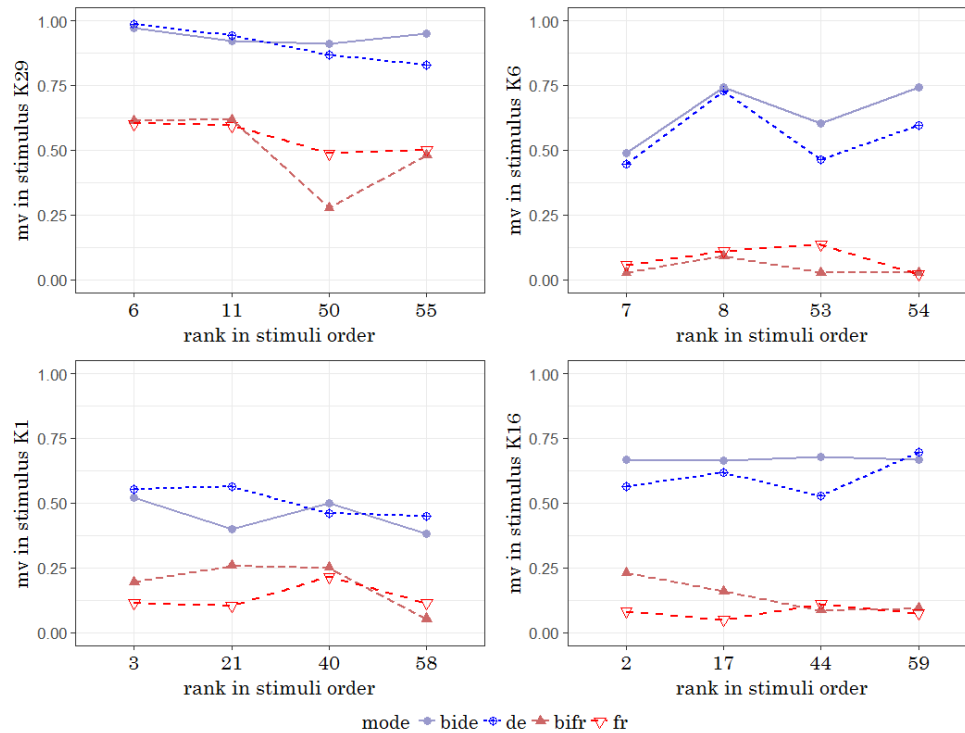 mv in stimulus K29
1.00
0.75
0.50
0.25
0.00
6 11 50 55
rank in stimuli order
mv in stimulus K6
1.00
0.75
0.50
0.25
0.00
7 8 53 54
rank in stimuli order
mv in stimulus K1
1.00
0.75
0.50
0.25
0.00
3 21 40 58
rank in stimuli order
mv in stimulus K16
1.00
0.75
0.50
0.25
0.00
2 17 44 59
rank in stimuli order
mode bide de bifr fr